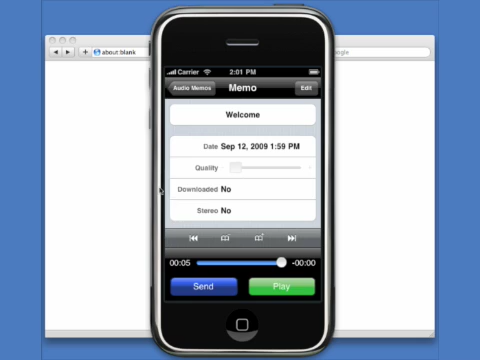 about:blank
oogle
Carrier 2:01 PM
Audio Memos Memo Edit
Welcome
Date Sep 12, 2009 1:59 PM
Quality
Downloaded No
Stereo No
00:05 -00:00
Send Play